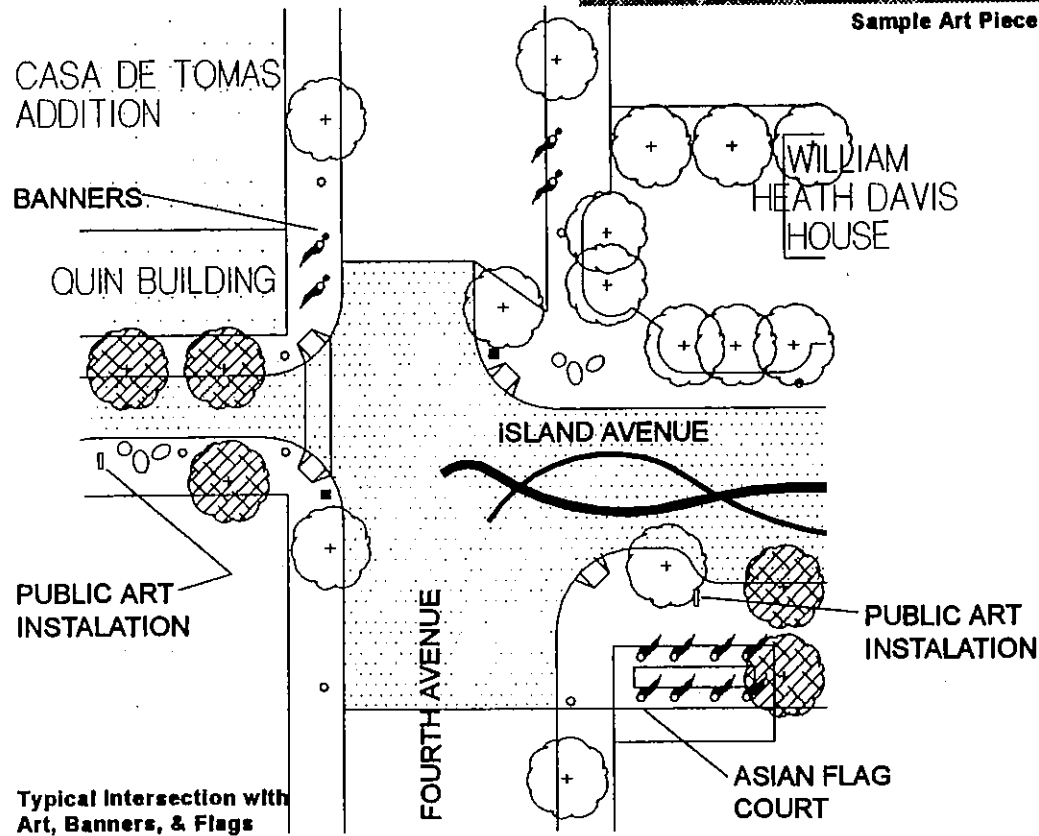 Sample Art Piece
CASA DE TOMAS
ADDITION
BANNERS
QUIN BUILDING
WILLIAM
HEATH DAVIS
HOUSE
ISLAND AVENUE
PUBLIC ART
INSTALATION
FOURTH AVENUE
PUBLIC ART
INSTALATION
ASIAN FLAG
COURT
Typical Intersection with
Art, Banners, & Flags